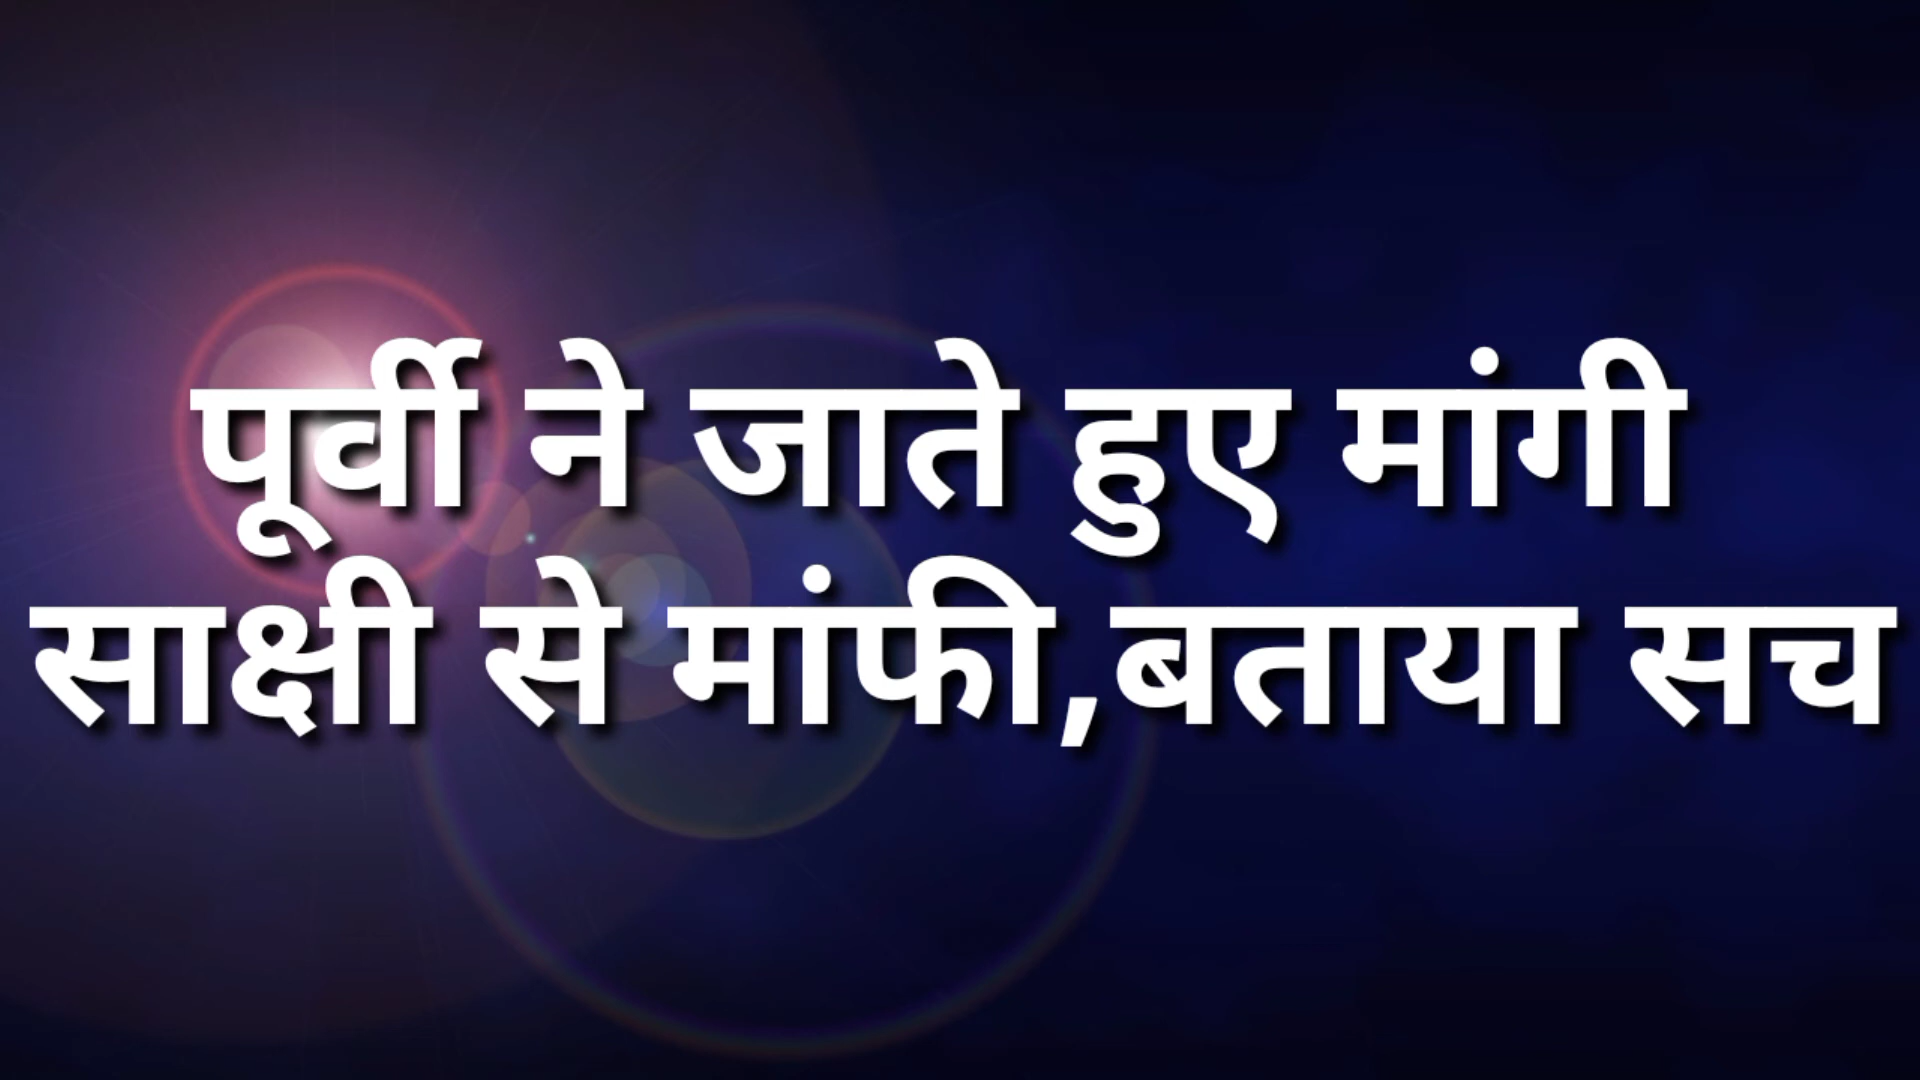 पूर्वी ने जाते हुए मांगी
साक्षी से मांफी,बताया सच